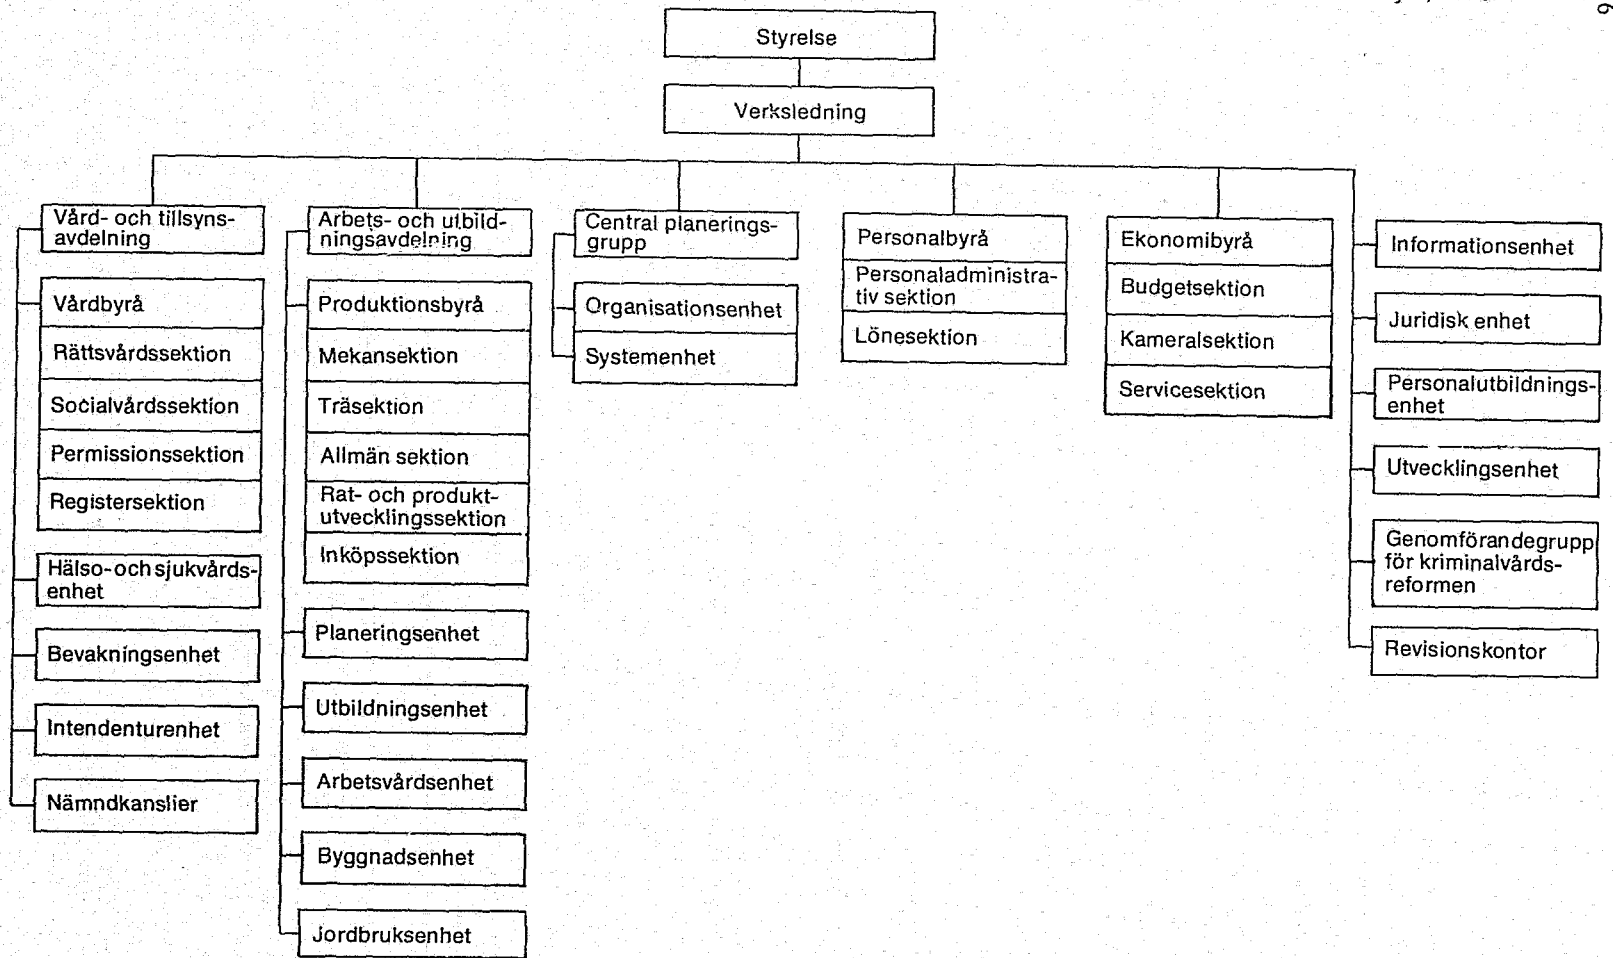 6
Styrelse
Verksledning
Vård- och tillsyns-
avdelning
Vårdbyrå
Rättsvårdssektion
Socialvårdssektion
Permissionssektion
Registersektion
Hälso- och sjukvårds-
enhet
Bevakningsenhet
Intendenturenhet
Nämndkanslier
Arbets- och utbild-
ningsavdelning
Produktionsbyrå
Mekansektion
Träsektion
Allmän sektion
Rat- och produkt-
utvecklingssektion
Inköpssektion
Planeringsenhet
Utbildningsenhet
Arbetsvårdsenhet
Byggnadsenhet
Jordbruksenhet
Central planerings-
grupp
Organisationsenhet
Systemenhet
Personalbyrå
Personaladministra-
tiv sektion
Lönesektion
Ekonomibyrå
Budgetsektion
Kameralsektion
Servicesektion
Informationsenhet
Juridisk enhet
Personalutbildnings-
enhet
Utvecklingsenhet
Genomförandegrupp
för kriminalvårds-
reformen
Revisionskontor